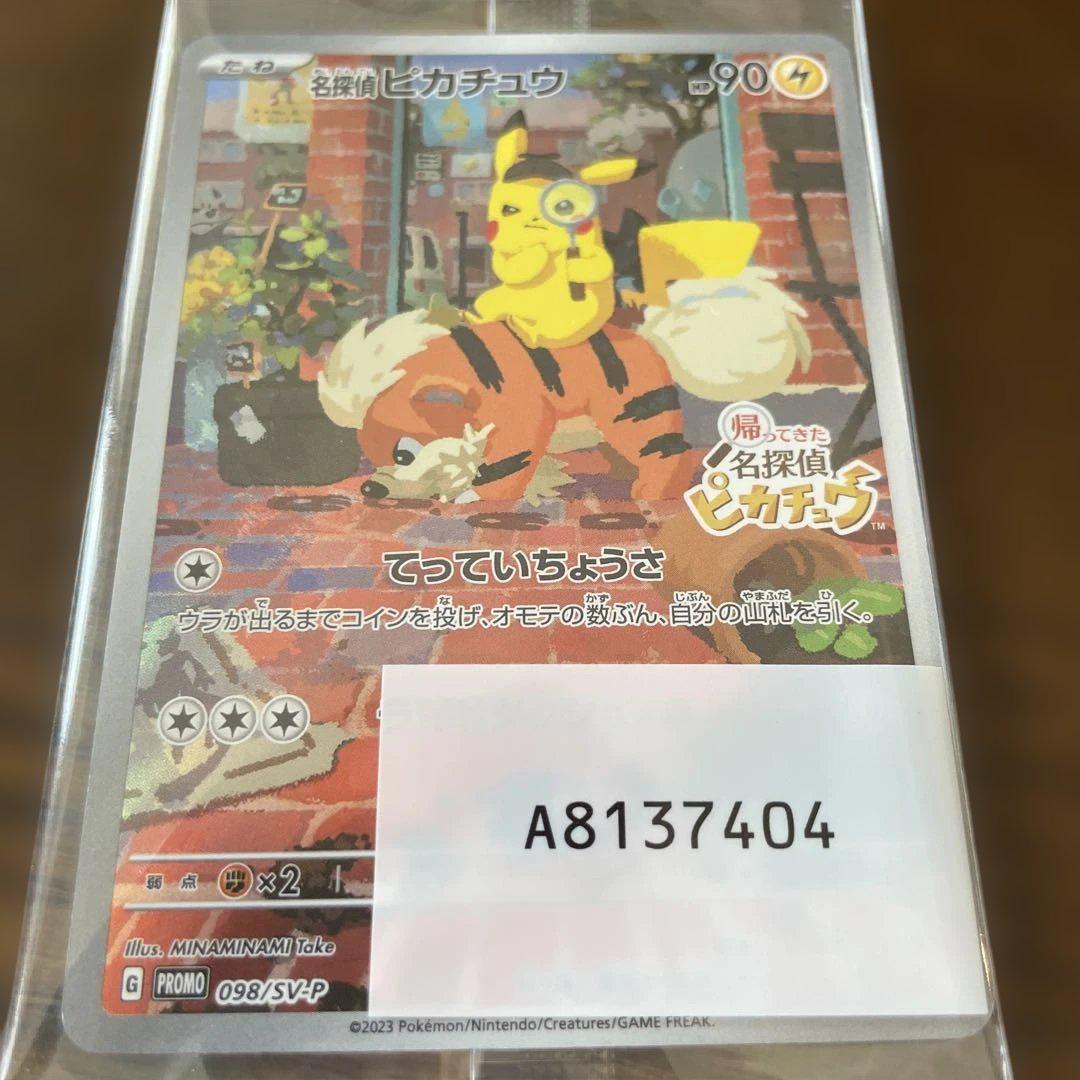 たね 名探偵ピカチュウ HP90
帰ってきた
名探偵
ピカチュウ™
てっていちょうさ
ウラが出るまでコインを投げ、オモテの数ぶん、自分の山札を引く。
A8137404
弱点 ×2
Illus. MINAMINAMI Take
G PROMO 098/SV-P
©2023 Pokémon/Nintendo/Creatures/GAME FREAK.